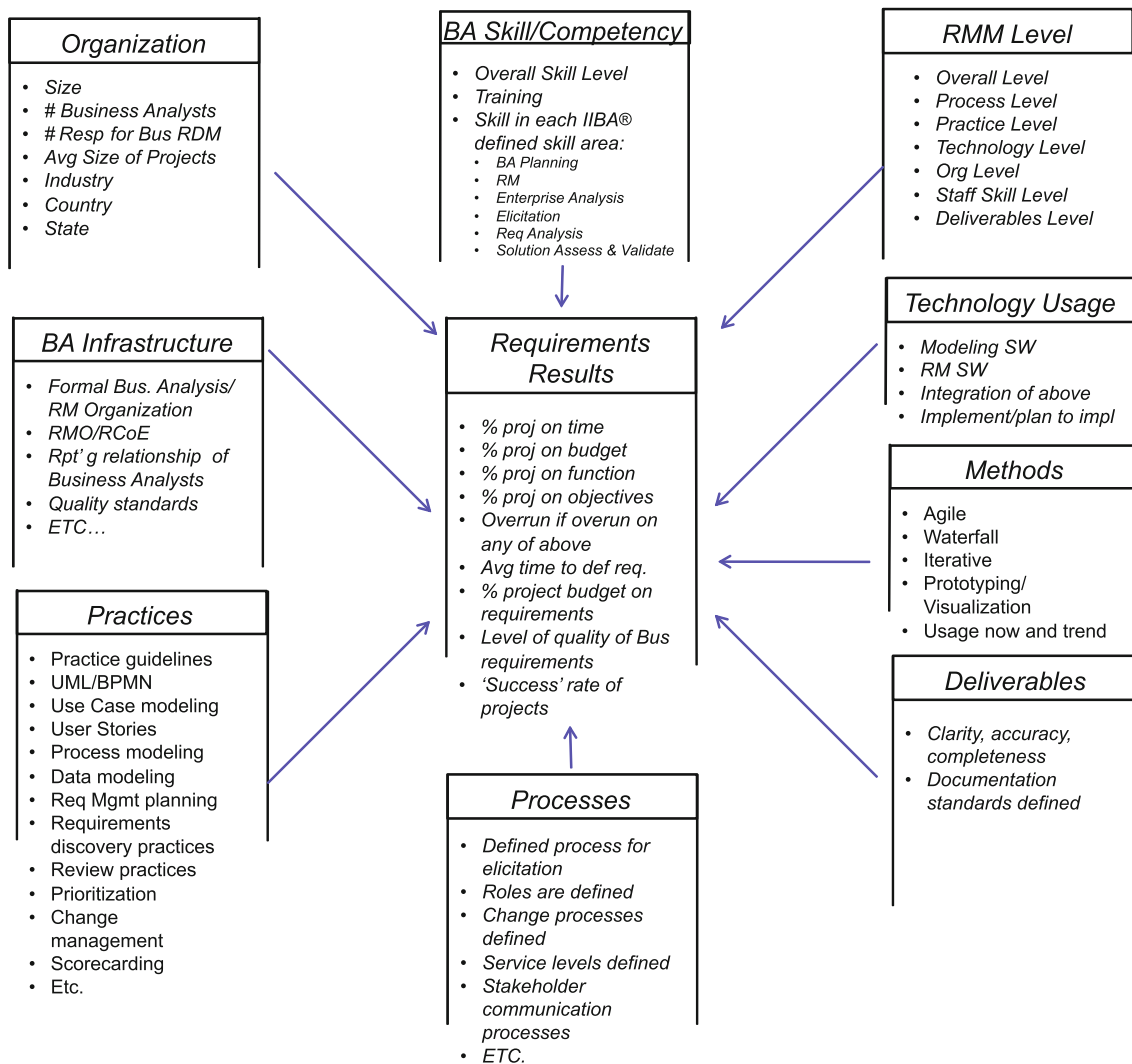 Organization
• Size
• # Business Analysts
• # Resp for Bus RDM
• Avg Size of Projects
• Industry
• Country
• State
BA Skill/Competency
• Overall Skill Level
• Training
• Skill in each IIBA®
defined skill area:
• BA Planning
• RM
• Enterprise Analysis
• Elicitation
• Req Analysis
• Solution Assess & Validate
RMM Level
• Overall Level
• Process Level
• Practice Level
• Technology Level
• Org Level
• Staff Skill Level
• Deliverables Level
BA Infrastructure
• Formal Bus. Analysis/
RM Organization
• RMO/RCoE
• Rpt' g relationship of
Business Analysts
• Quality standards
• ETC…
Requirements
Results
• % proj on time
• % proj on budget
• % proj on function
• % proj on objectives
• Overrun if overun on
any of above
• Avg time to def req.
• % project budget on
requirements
• Level of quality of Bus
requirements
• 'Success' rate of
projects
Technology Usage
• Modeling SW
• RM SW
• Integration of above
• Implement/plan to impl
Methods
• Agile
• Waterfall
• Iterative
• Prototyping/
Visualization
• Usage now and trend
Practices
• Practice guidelines
• UML/BPMN
• Use Case modeling
• User Stories
• Process modeling
• Data modeling
• Req Mgmt planning
• Requirements
discovery practices
• Review practices
• Prioritization
• Change
management
• Scorecarding
• Etc.
Processes
• Defined process for
elicitation
• Roles are defined
• Change processes
defined
• Service levels defined
• Stakeholder
communication
processes
• ETC.
Deliverables
• Clarity, accuracy,
completeness
• Documentation
standards defined